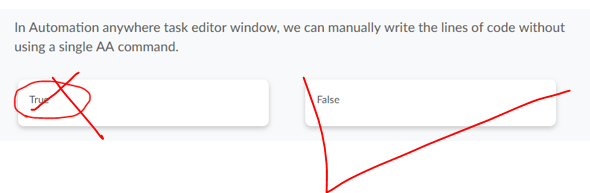 In Automation anywhere task editor window, we can manually write the lines of code without
using a single AA command.
True
False